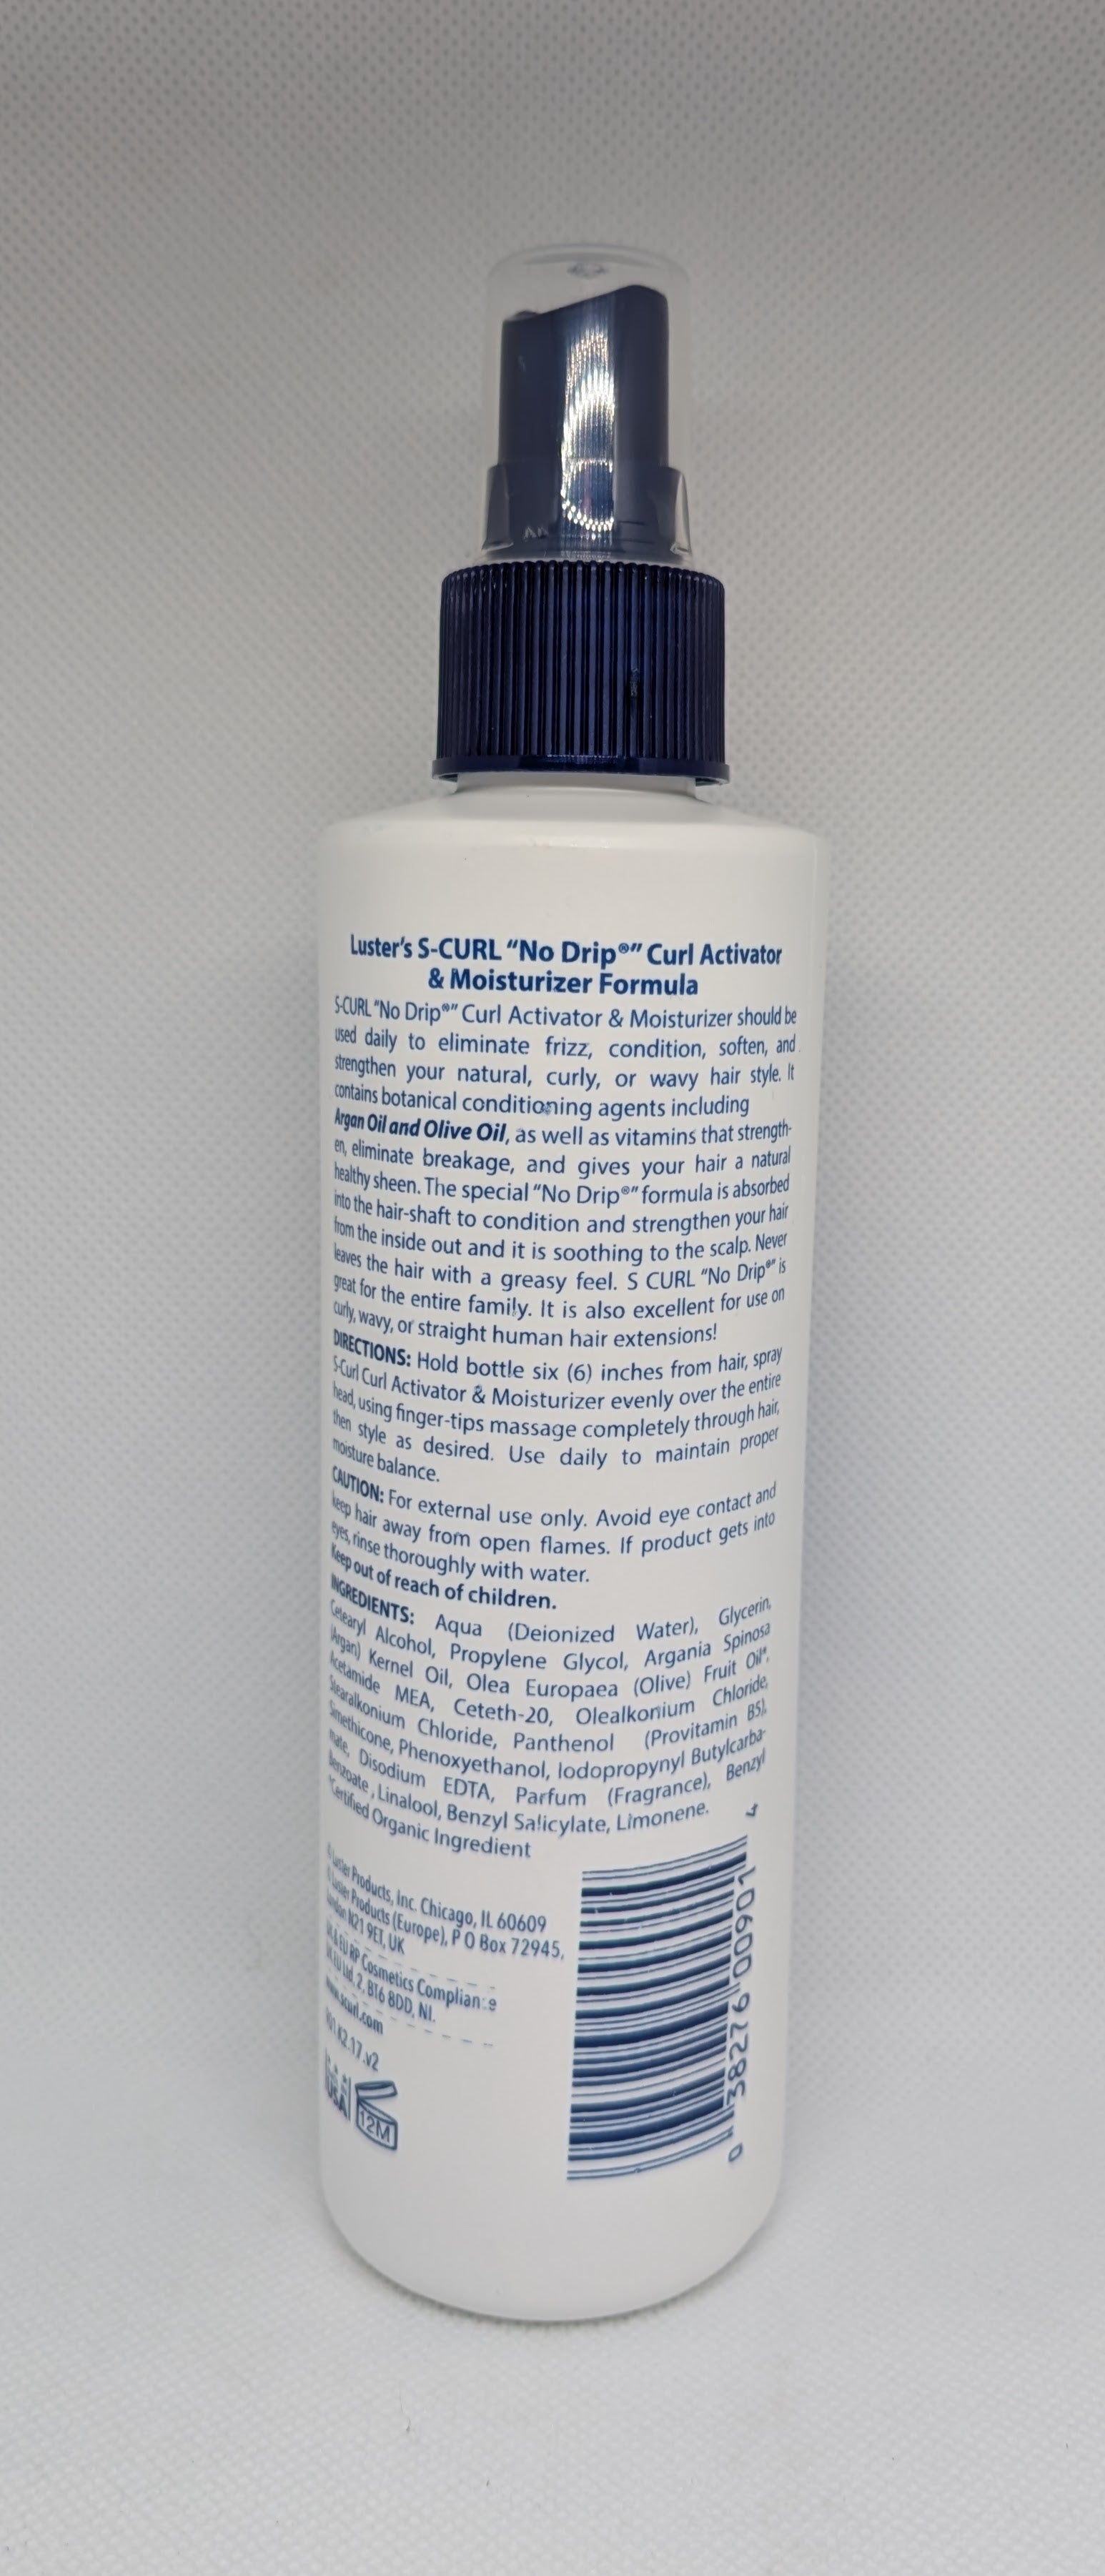 Luster's S-CURL "No Drip®" Curl Activator
& Moisturizer Formula
S-CURL "No Drip®" Curl Activator & Moisturizer should be
used daily to eliminate frizz, condition, soften, and
strengthen your natural, curly, or wavy hair style. It
contains botanical conditioning agents including
Argan Oil and Olive Oil, as well as vitamins that strength-
en, eliminate breakage, and gives your hair a natural
healthy sheen. The special "No Drip®" formula is absorbed
into the hair-shaft to condition and strengthen your hair
from the inside out and it is soothing to the scalp. Never
leaves the hair with a greasy feel. S CURL "No Drip®" is
great for the entire family. It is also excellent for use on
curly, wavy, or straight human hair extensions!
DIRECTIONS: Hold bottle six (6) inches from hair, spray
S-Curl Curl Activator & Moisturizer evenly over the entire
head, using finger-tips massage completely through hair,
then style as desired. Use daily to maintain proper
moisture balance.
CAUTION: For external use only. Avoid eye contact and
keep hair away from open flames. If product gets into
eyes, rinse thoroughly with water.
Keep out of reach of children.
INGREDIENTS: Aqua (Deionized Water), Glycerin,
Cetearyl Alcohol, Propylene Glycol, Argania Spinosa
(Argan) Kernel Oil, Olea Europaea (Olive) Fruit Oil*,
Acetamide MEA, Ceteth-20, Olealkonium Chloride,
Stearalkonium Chloride, Panthenol (Provitamin B5),
Simethicone, Phenoxyethanol, Iodopropynyl Butylcarba-
mate, Disodium EDTA, Parfum (Fragrance), Benzyl
Benzoate , Linalool, Benzyl Salicylate, Limonene.
*Certified Organic Ingredient
© Luster Products, Inc. Chicago, IL 60609
© Luster Products (Europe), P O Box 72945,
London N21 9ET, UK
UK & EU RP Cosmetics Compliance
UK EU Ltd. 2, BT6 8DD, NI.
www.scurl.com
.17.v2
USA
12M
0 38276 00901 4